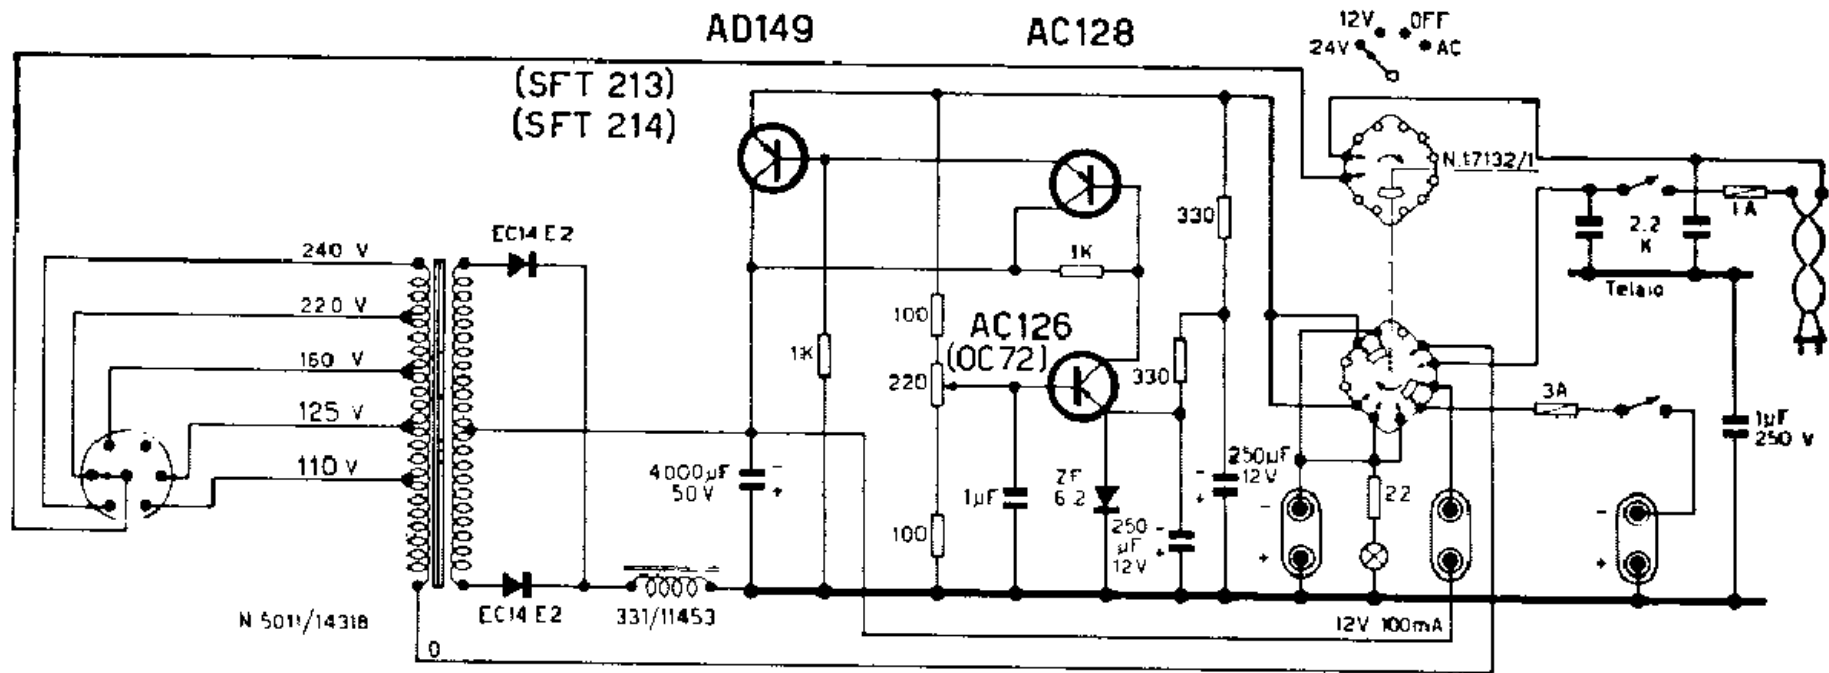 AD149
AC128
12V
OFF
24V
AC
(SFT 213)
(SFT 214)
N.17132/1
330
1A
2.2
K
EC14 E2
240 V
1K
Telaio
220 V
100
AC126
(OC72)
1K
330
160 V
220
3A
125 V
1µF
250 V
110 V
4000µF
50V
-
+
1µF
ZF
6.2
250µF
12V
-
+
22
-
+
-
+
100
250
µF
12V
-
+
N 5011/14318
EC14 E2
331/11453
12V 100mA
0